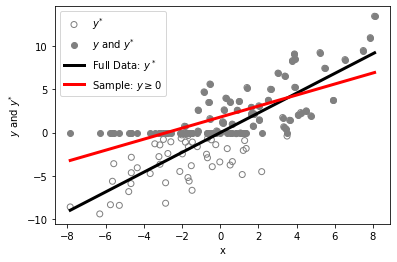 y*
y and y*
Full Data: y*
Sample: y ≥ 0
10
5
0
−5
−10
y and y*
−8 −6 −4 −2 0 2 4 6 8
x